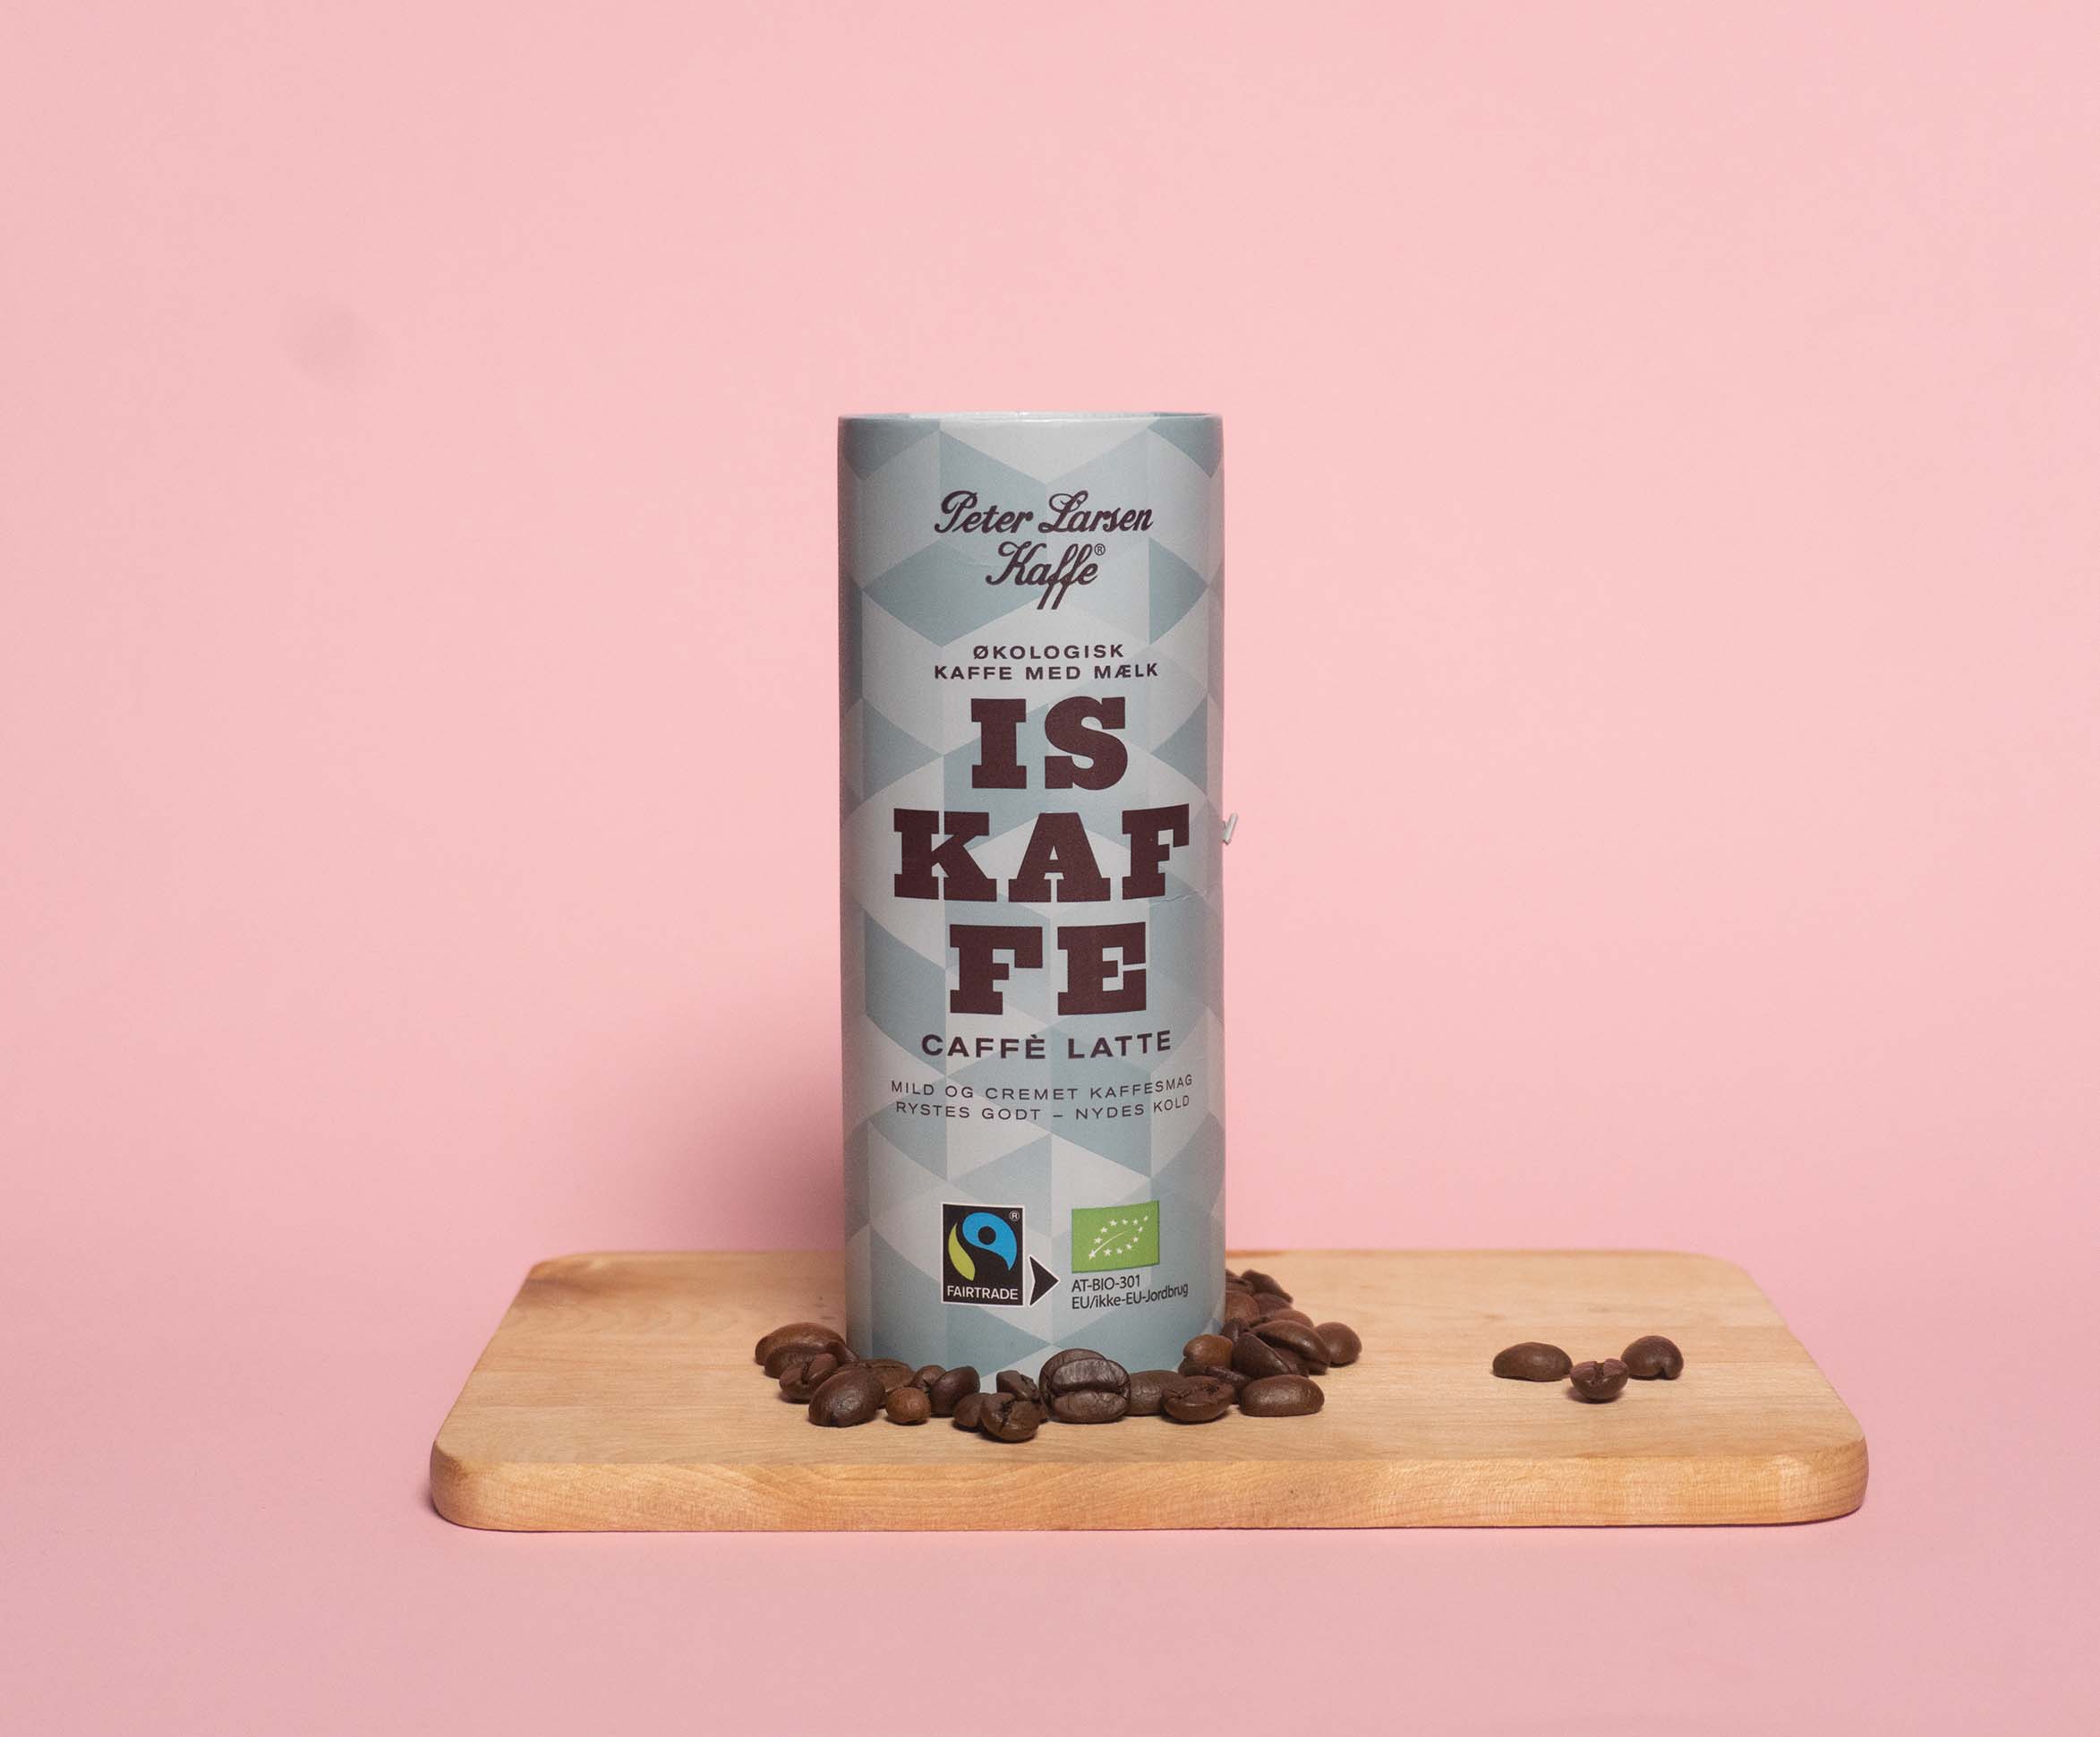 Peter Larsen
Kaffe®
ØKOLOGISK
KAFFE MED MÆLK
IS
KAF
FE
CAFFÈ LATTE
MILD OG CREMET KAFFESMAG
RYSTES GODT – NYDES KOLD
®
FAIRTRADE
AT-BIO-301
EU/ikke-EU-Jordbrug